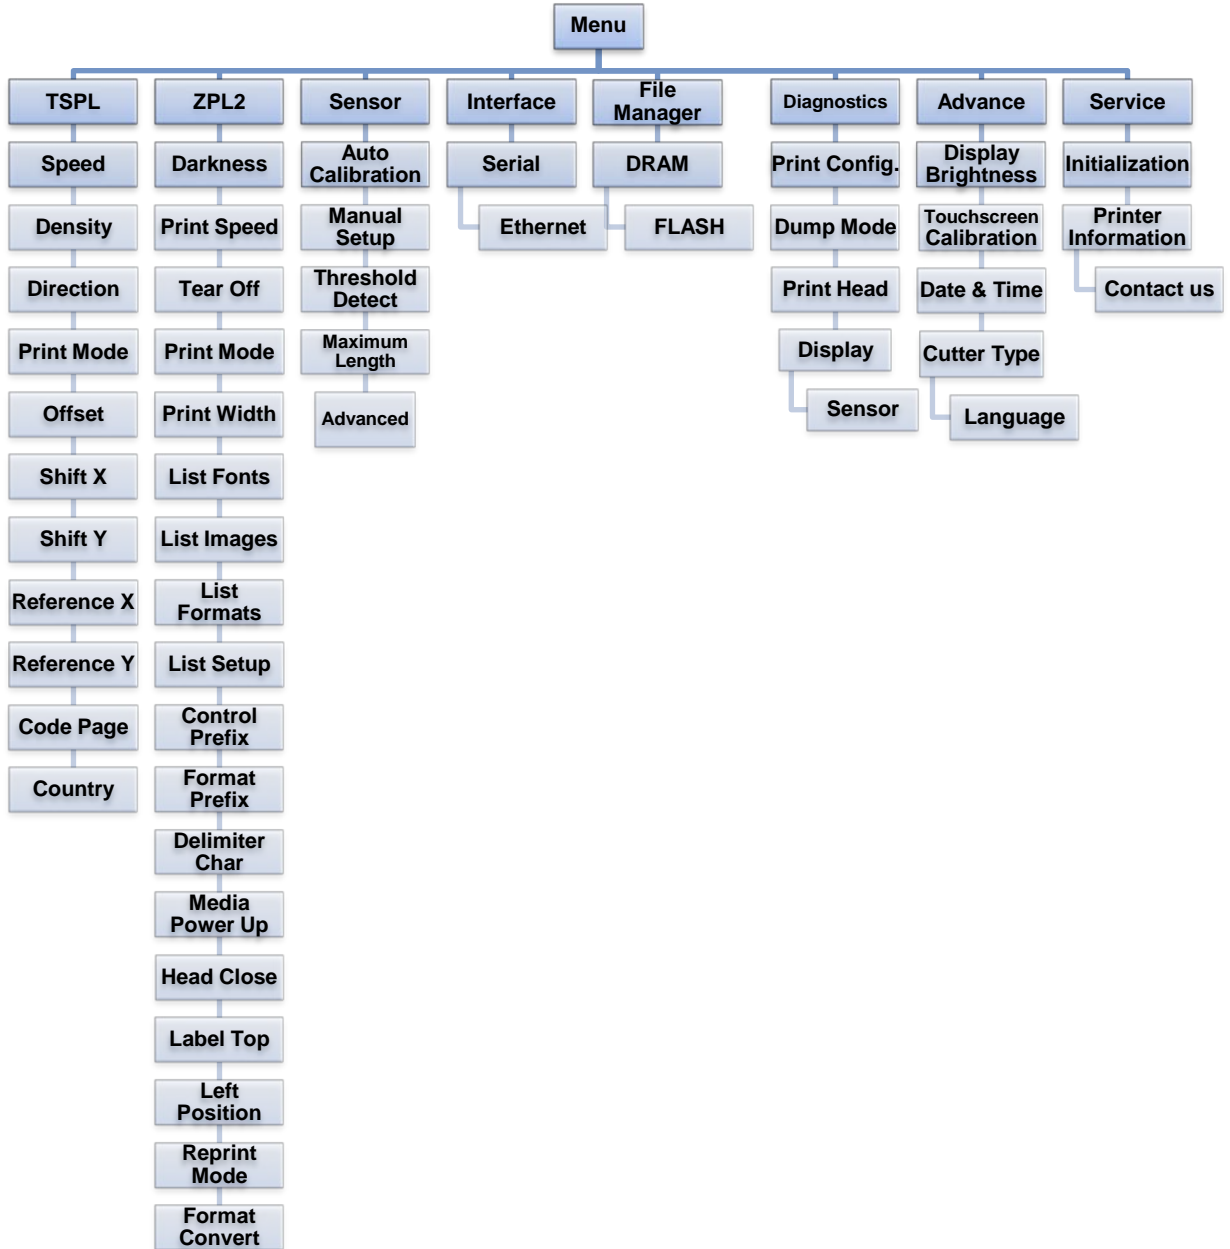 Menu
TSPL
ZPL2
Sensor
Interface
File
Manager
Diagnostics
Advance
Service
Speed
Density
Direction
Print Mode
Offset
Shift X
Shift Y
Reference X
Reference Y
Code Page
Country
Darkness
Print Speed
Tear Off
Print Mode
Print Width
List Fonts
List Images
List
Formats
List Setup
Control
Prefix
Format
Prefix
Delimiter
Char
Media
Power Up
Head Close
Label Top
Left
Position
Reprint
Mode
Format
Convert
Auto
Calibration
Manual
Setup
Threshold
Detect
Maximum
Length
Advanced
Serial
Ethernet
DRAM
FLASH
Print Config.
Dump Mode
Print Head
Display
Sensor
Display
Brightness
Touchscreen
Calibration
Date & Time
Cutter Type
Language
Initialization
Printer
Information
Contact us